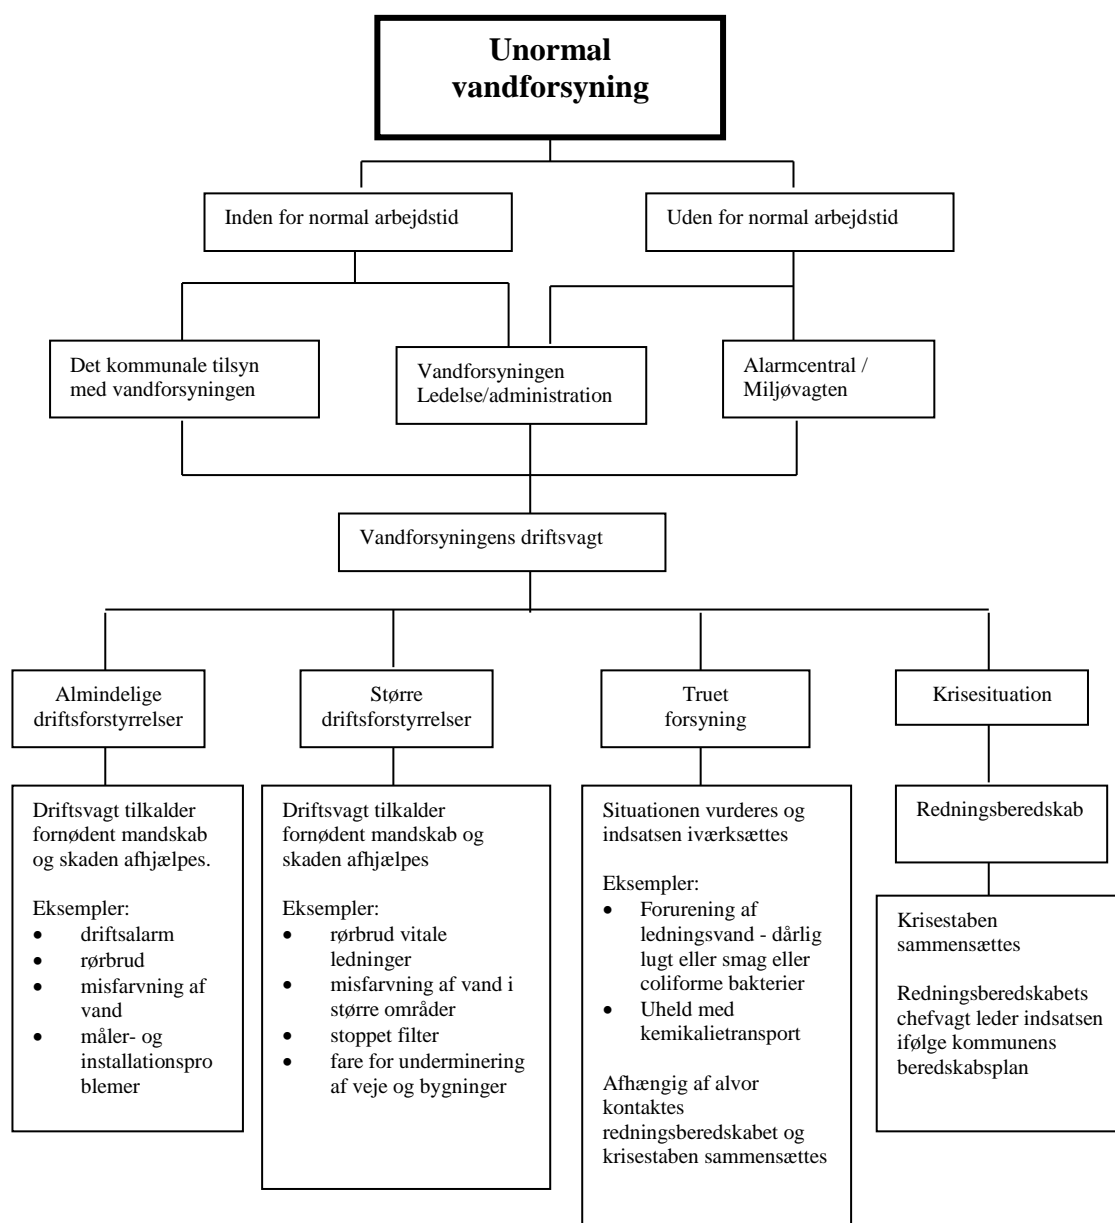 Unormal
vandforsyning
Inden for normal arbejdstid
Uden for normal arbejdstid
Det kommunale tilsyn
med vandforsyningen
Vandforsyningen
Ledelse/administration
Alarmcentral /
Miljøvagten
Vandforsyningens driftsvagt
Almindelige
driftsforstyrrelser
Større
driftsforstyrrelser
Truet
forsyning
Krisesituation
Driftsvagt tilkalder
fornødent mandskab
og skaden afhjælpes.
Eksempler:
• driftsalarm
• rørbrud
• misfarvning af
vand
• måler- og
installationspro
blemer
Driftsvagt tilkalder
fornødent mandskab og
skaden afhjælpes
Eksempler:
• rørbrud vitale
ledninger
• misfarvning af vand i
større områder
• stoppet filter
• fare for underminering
af veje og bygninger
Situationen vurderes og
indsatsen iværksættes
Eksempler:
• Forurening af
ledningsvand - dårlig
lugt eller smag eller
coliforme bakterier
• Uheld med
kemikalietransport
Afhængig af alvor
kontaktes
redningsberedskabet og
krisestaben sammensættes
Redningsberedskab
Krisestaben
sammensættes
Redningsberedskabets
chefvagt leder indsatsen
ifølge kommunens
beredskabsplan